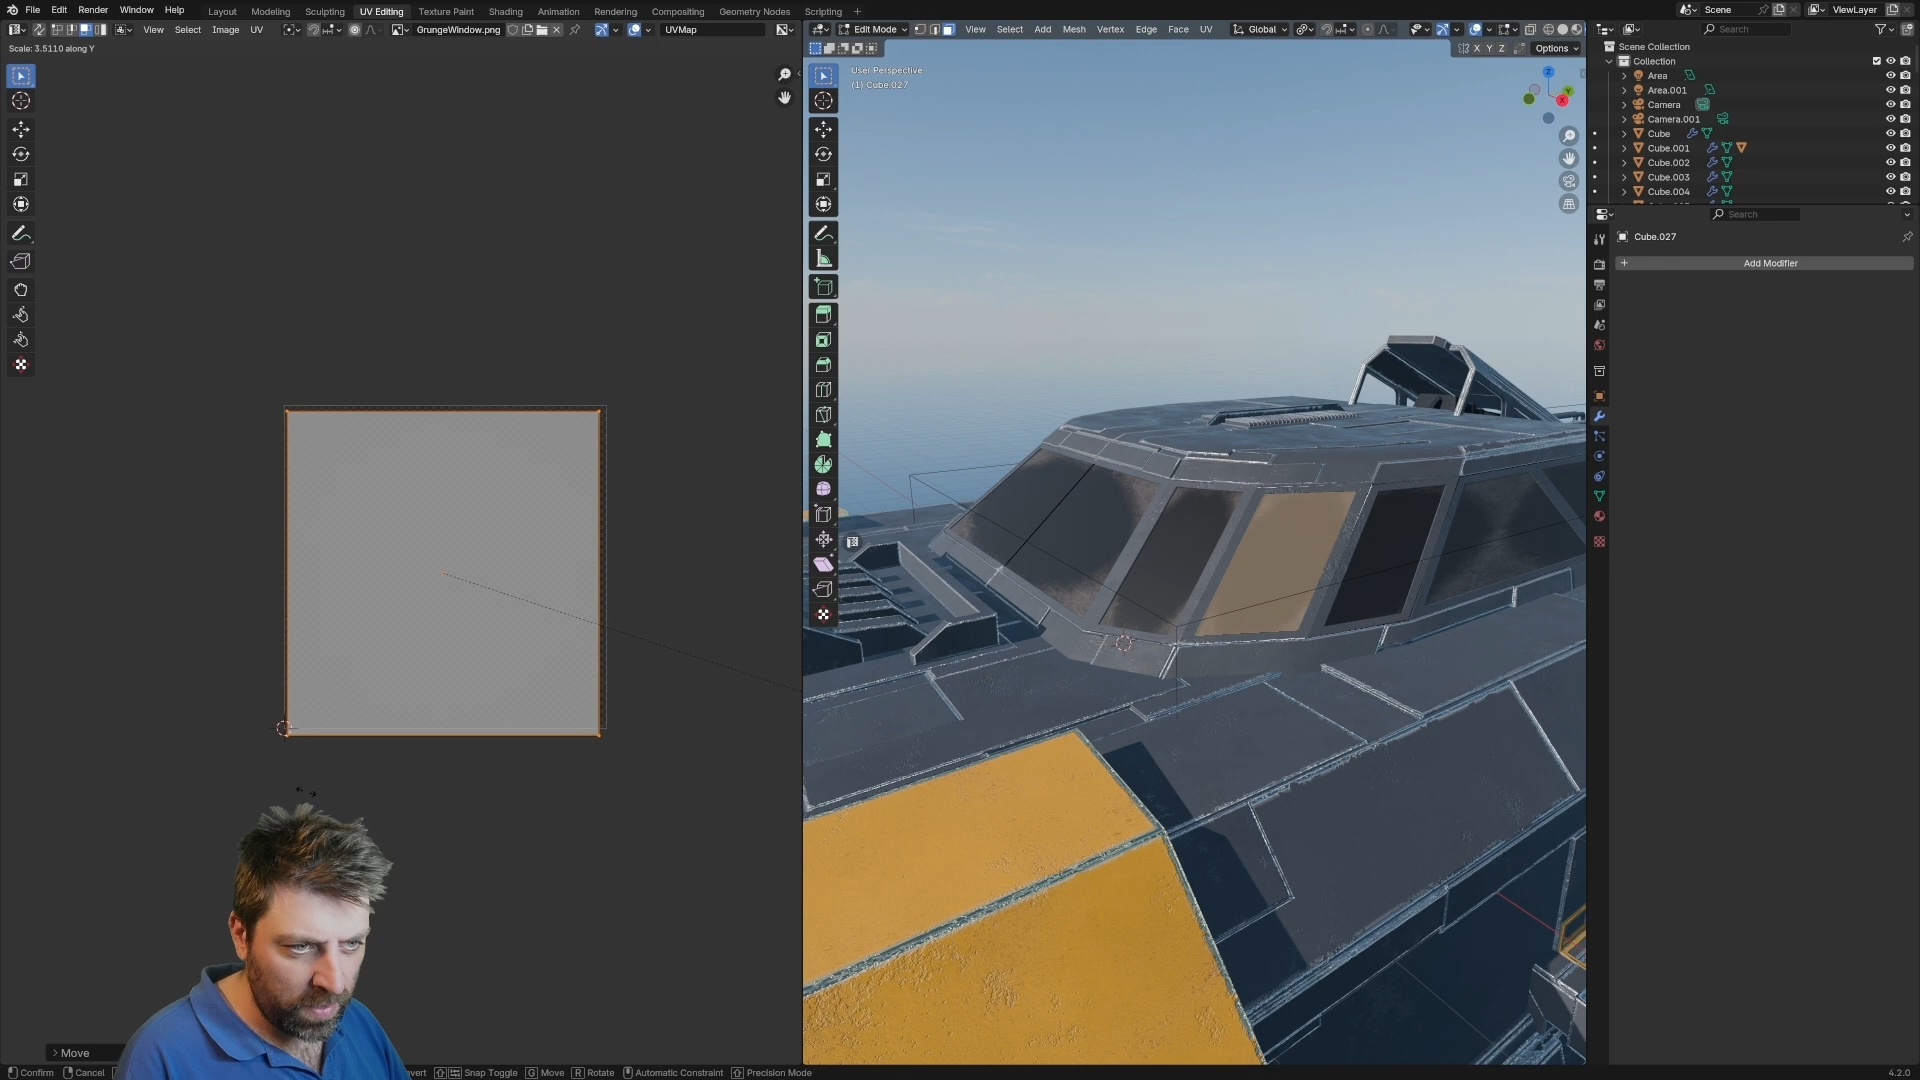 File Edit Render Window Help Layout Modeling Sculpting UV Editing Texture Paint Shading Animation Rendering Compositing Geometry Nodes Scripting + Scene ViewLayer
View Select Image UV GrungeWindow.png UVMap Edit Mode View Select Add Mesh Vertex Edge Face UV Global Search
Scale: 3.5110 along Y X Y Z Options Scene Collection
Collection
User Perspective
(1) Cube.027
Area
Area.001
Camera
Camera.001
Cube
Cube.001
Cube.002
Cube.003
Cube.004
Search
Cube.027
+ Add Modifier
Z
Y
X
> Move
Confirm Cancel Snap Toggle G Move R Rotate Automatic Constraint Precision Mode 4.2.0